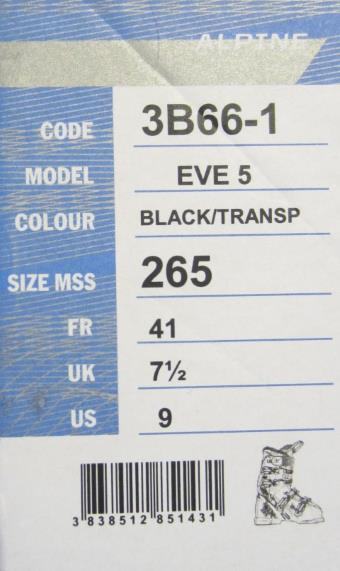 ALPINE
CODE 3B66-1
MODEL EVE 5
COLOUR BLACK/TRANSP
SIZE MSS 265
FR 41
UK 7½
US 9
3 838512 851431